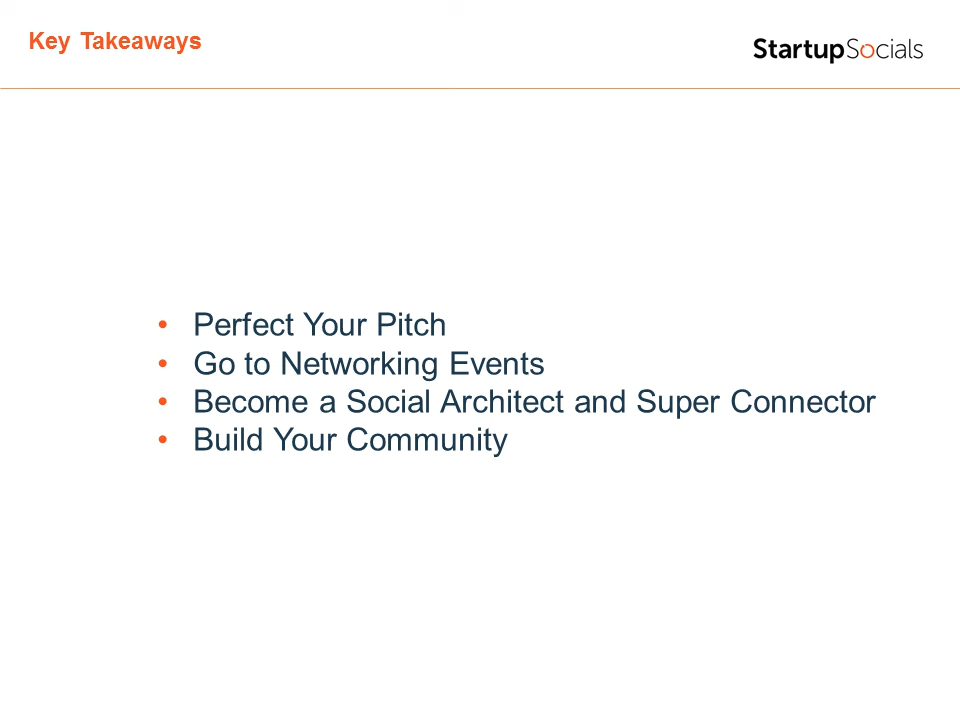 Key Takeaways
StartupSocials
• Perfect Your Pitch
• Go to Networking Events
• Become a Social Architect and Super Connector
• Build Your Community